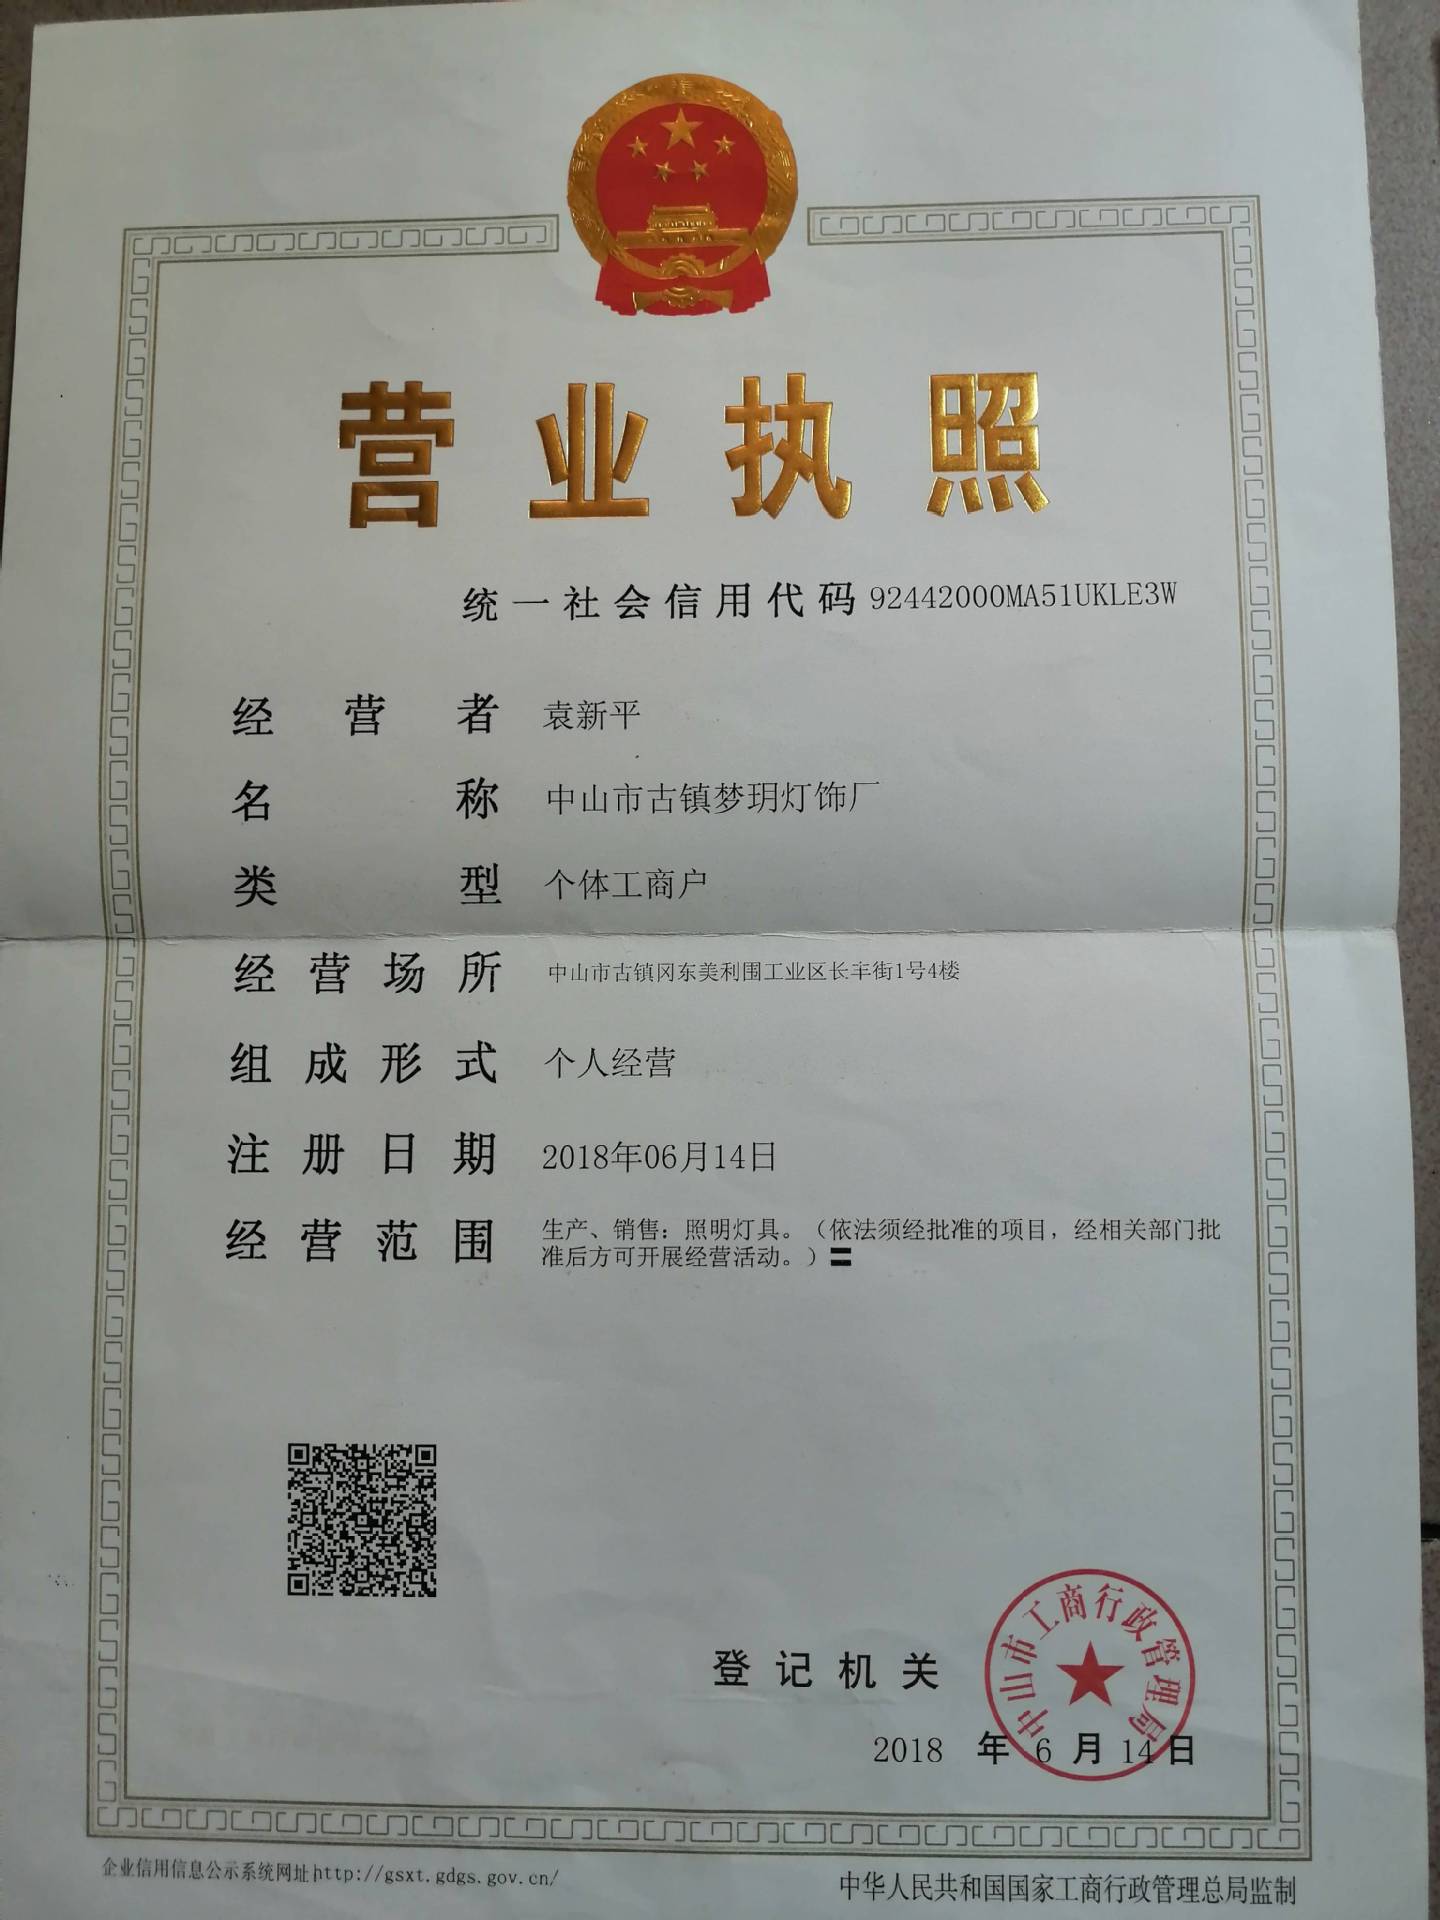 营业执照
统一社会信用代码 92442000MA51UKLE3W
经营者 袁新平
名称 中山市古镇梦玥灯饰厂
类型 个体工商户
经营场所 中山市古镇冈东美利围工业区长丰街1号4楼
组成形式 个人经营
注册日期 2018年06月14日
经营范围 生产、销售：照明灯具。（依法须经批准的项目，经相关部门批
准后方可开展经营活动。）〓
中山市工商行政管理局
登记机关
2018 年 6 月 14 日
企业信用信息公示系统网址http://gsxt.gdgs.gov.cn/
中华人民共和国国家工商行政管理总局监制